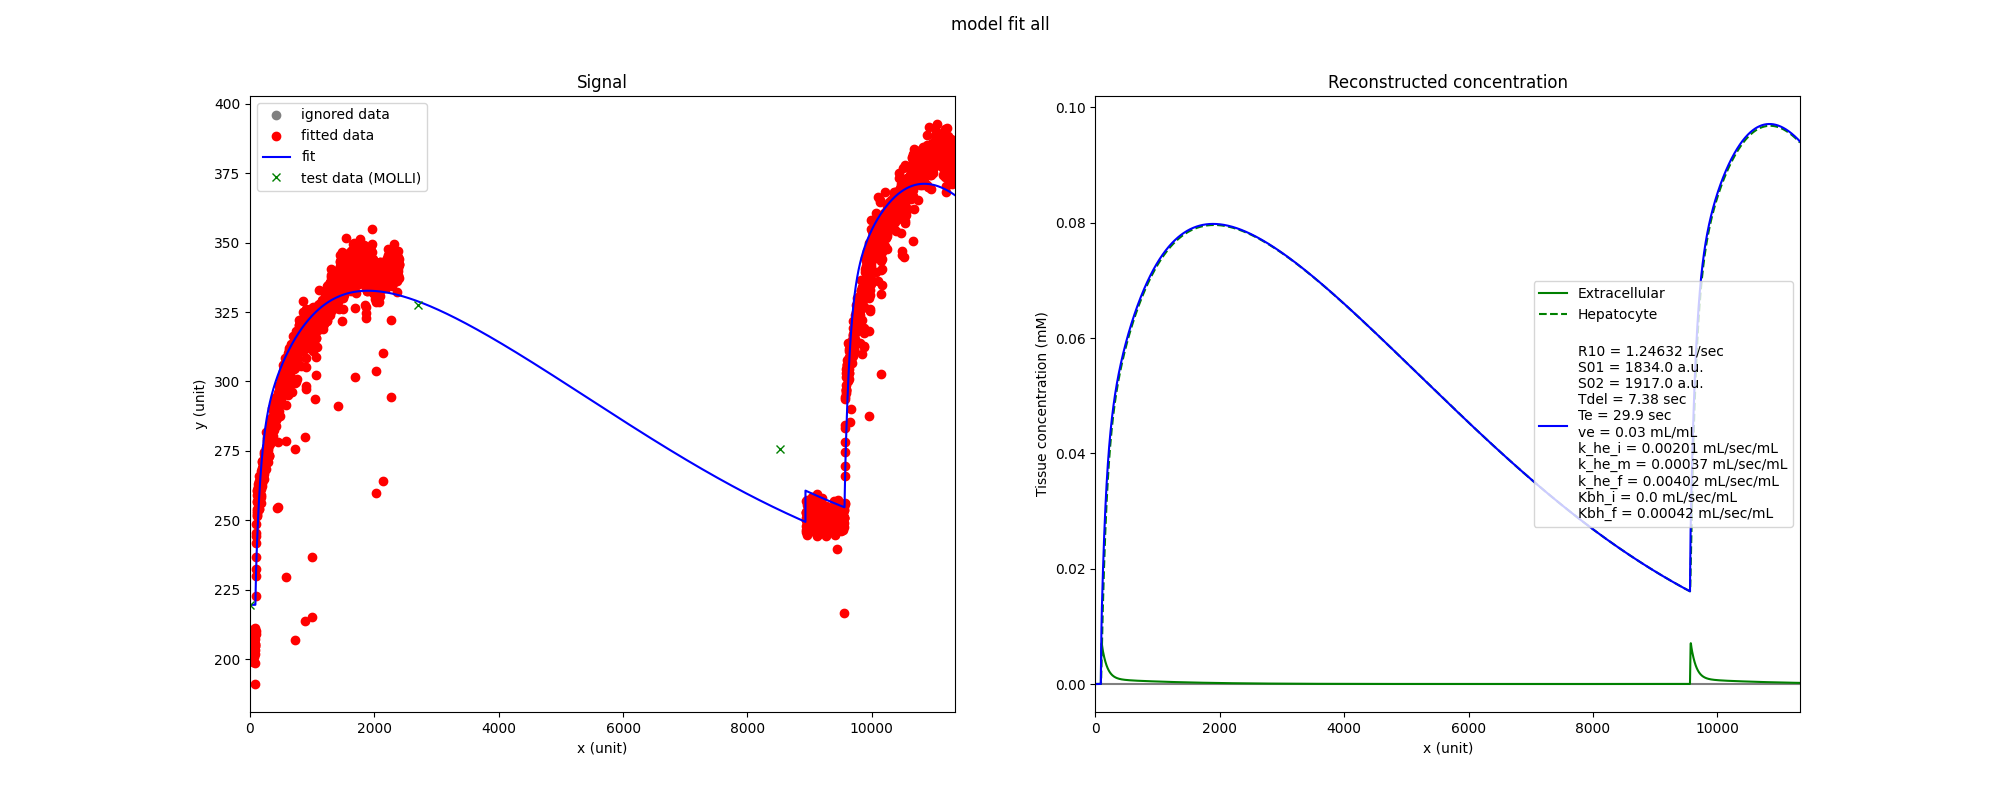 model fit all
Signal
400
375
350
325
300
275
250
225
200
y (unit)
ignored data
fitted data
fit
test data (MOLLI)
0
2000
4000
6000
8000
10000
x (unit)
Reconstructed concentration
0.10
0.08
0.06
0.04
0.02
0.00
Tissue concentration (mM)
Extracellular
Hepatocyte
R10 = 1.24632 1/sec
S01 = 1834.0 a.u.
S02 = 1917.0 a.u.
Tdel = 7.38 sec
Te = 29.9 sec
ve = 0.03 mL/mL
k_he_i = 0.00201 mL/sec/mL
k_he_m = 0.00037 mL/sec/mL
k_he_f = 0.00402 mL/sec/mL
Kbh_i = 0.0 mL/sec/mL
Kbh_f = 0.00042 mL/sec/mL
0
2000
4000
6000
8000
10000
x (unit)